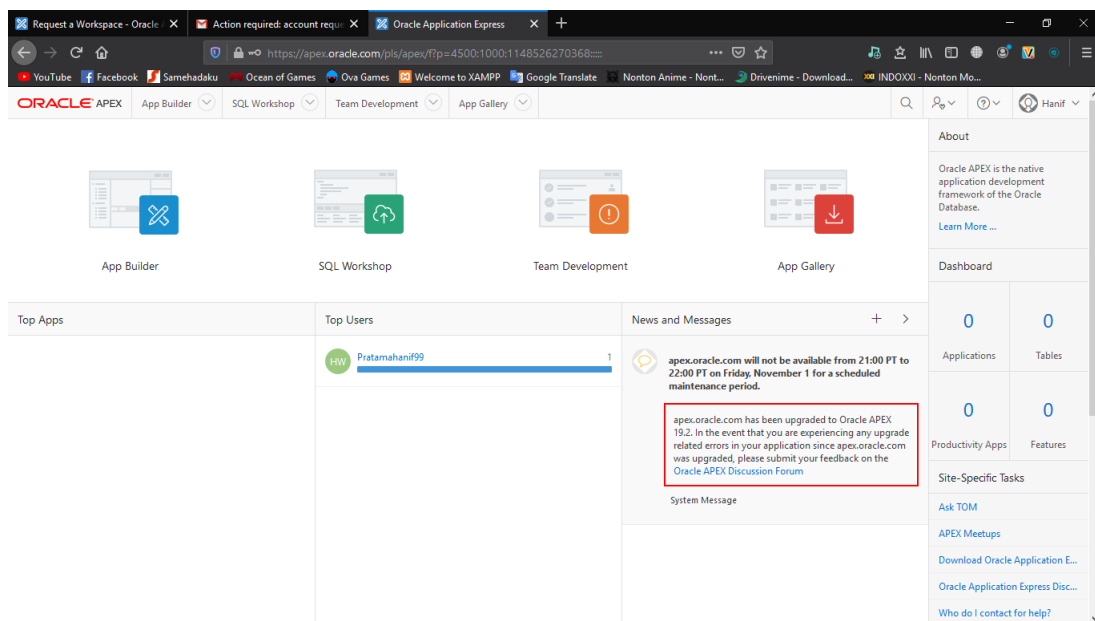 Request a Workspace - Oracle A
Action required: account reque
Oracle Application Express
https://apex.oracle.com/pls/apex/f?p=4500:1000:1148526270368:::::
YouTube
Facebook
Samehadaku
Ocean of Games
Ova Games
Welcome to XAMPP
Google Translate
Nonton Anime - Nont...
Drivenime - Download...
INDOXXI - Nonton Mo...
ORACLE APEX
App Builder
SQL Workshop
Team Development
App Gallery
Hanif
App Builder
SQL Workshop
Team Development
App Gallery
Top Apps
Top Users
HW
Pratamahanif99
1
News and Messages
apex.oracle.com will not be available from 21:00 PT to
22:00 PT on Friday, November 1 for a scheduled
maintenance period.
apex.oracle.com has been upgraded to Oracle APEX
19.2. In the event that you are experiencing any upgrade
related errors in your application since apex.oracle.com
was upgraded, please submit your feedback on the
Oracle APEX Discussion Forum
System Message
About
Oracle APEX is the native
application development
framework of the Oracle
Database.
Learn More ...
Dashboard
0
0
Applications
Tables
0
0
Productivity Apps
Features
Site-Specific Tasks
Ask TOM
APEX Meetups
Download Oracle Application E...
Oracle Application Express Disc...
Who do I contact for help?